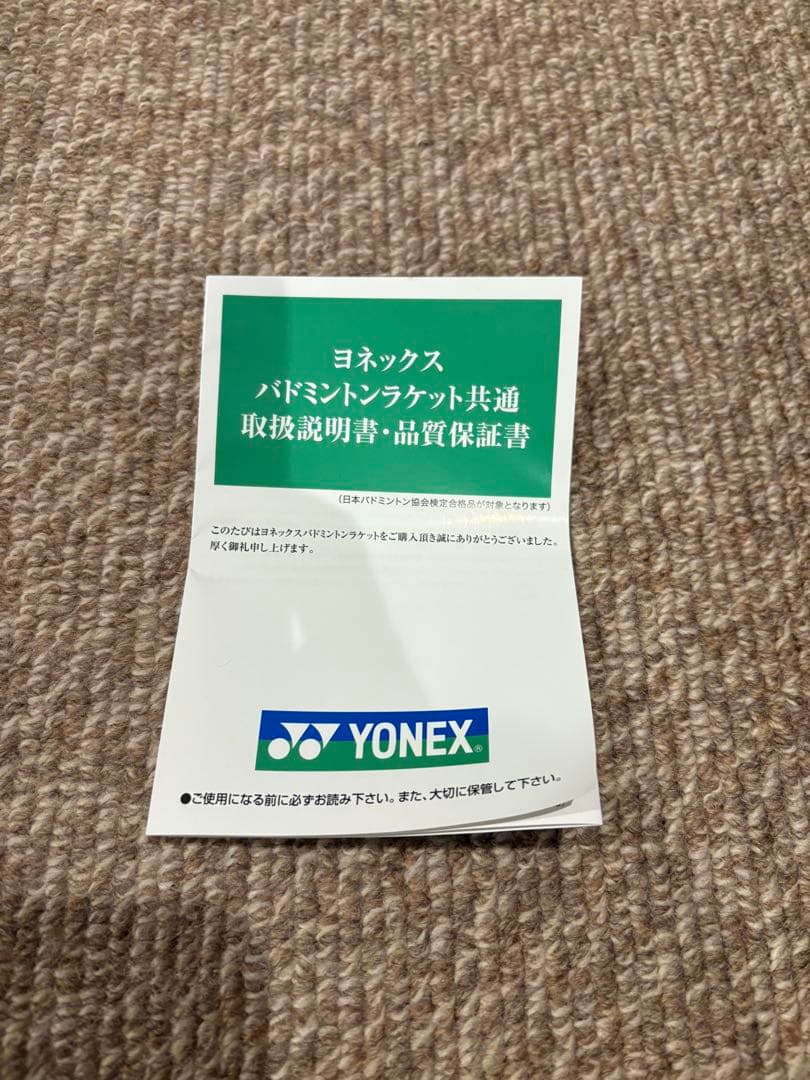 ヨネックス
バドミントンラケット共通
取扱説明書・品質保証書
（日本バドミントン協会検定合格品が対象となります）
このたびはヨネックスバドミントンラケットをご購入頂き誠にありがとうございました。
厚く御礼申し上げます。
YONEX®
●ご使用になる前に必ずお読み下さい。また、大切に保管して下さい。